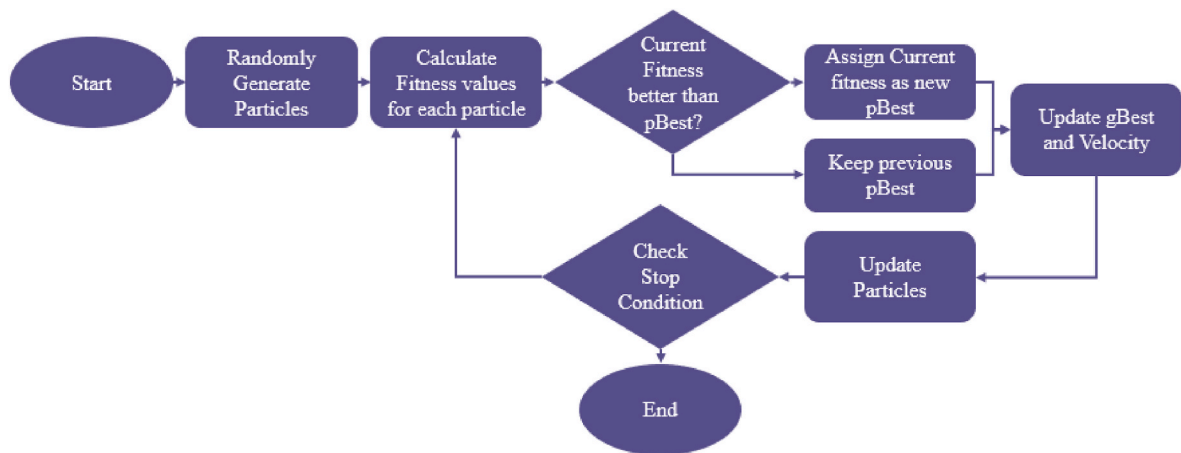 Start
Randomly
Generate
Particles
Calculate
Fitness values
for each particle
Current
Fitness
better than
pBest?
Assign Current
fitness as new
pBest
Keep previous
pBest
Update gBest
and Velocity
Update
Particles
Check
Stop
Condition
End